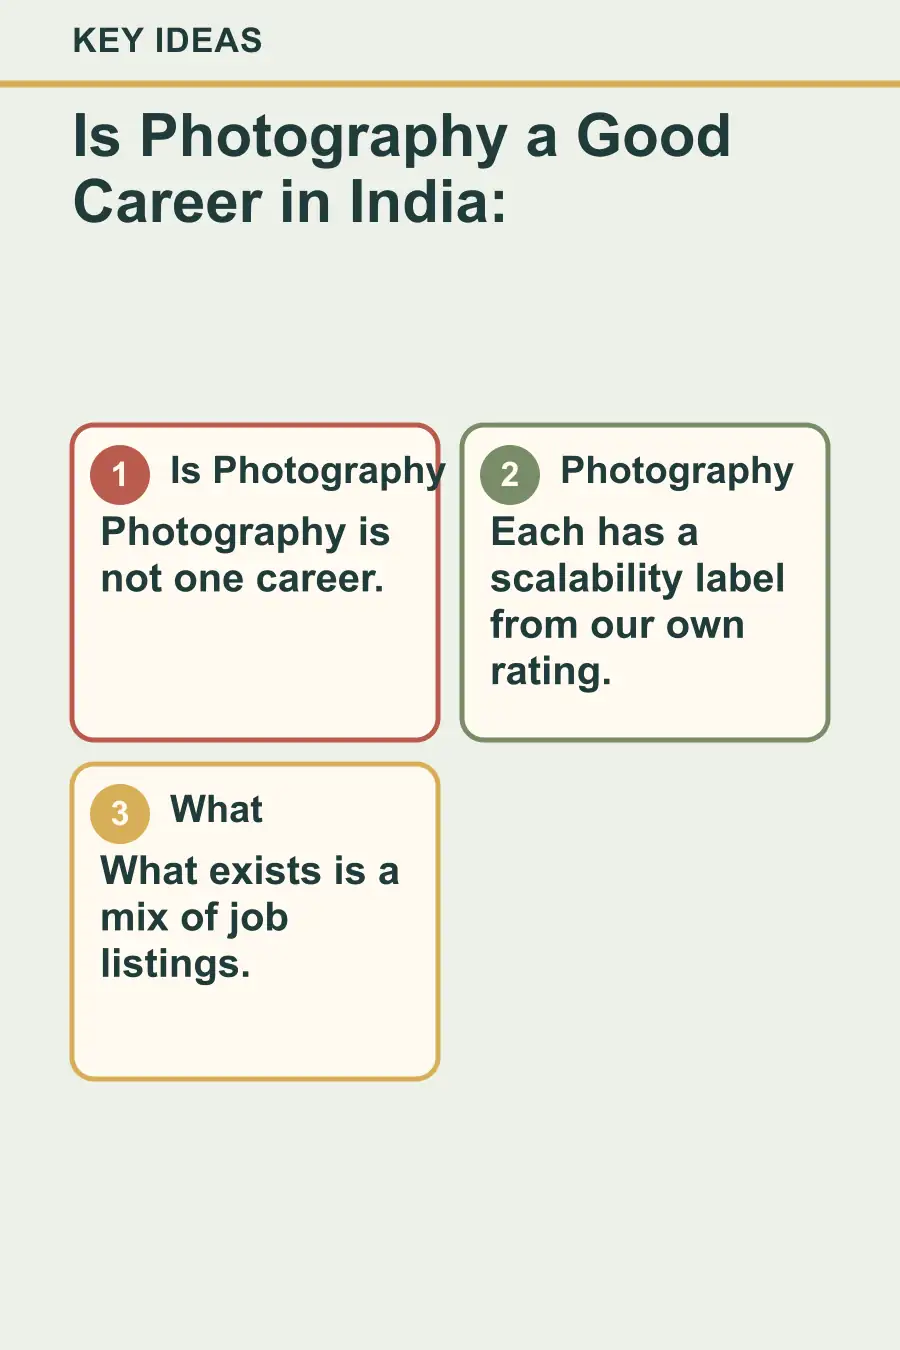 KEY IDEAS
Is Photography a Good
Career in India:
1 Is Photography
Photography is
not one career.
2 Photography
Each has a
scalability label
from our own
rating.
3 What
What exists is a
mix of job
listings.